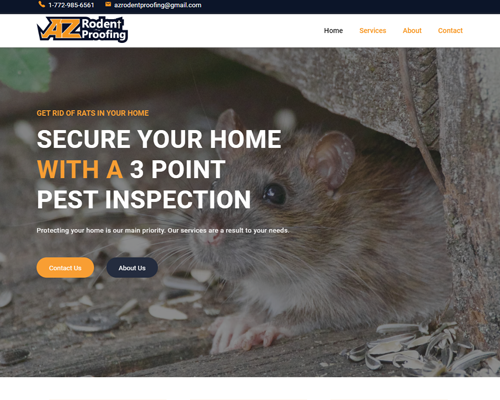 1-772-985-6561 azrodentproofing@gmail.com
AZ Rodent Proofing
Home Services About Contact
GET RID OF RATS IN YOUR HOME
SECURE YOUR HOME
WITH A 3 POINT
PEST INSPECTION
Protecting your home is our main priority. Our services are a result to your needs.
Contact Us About Us